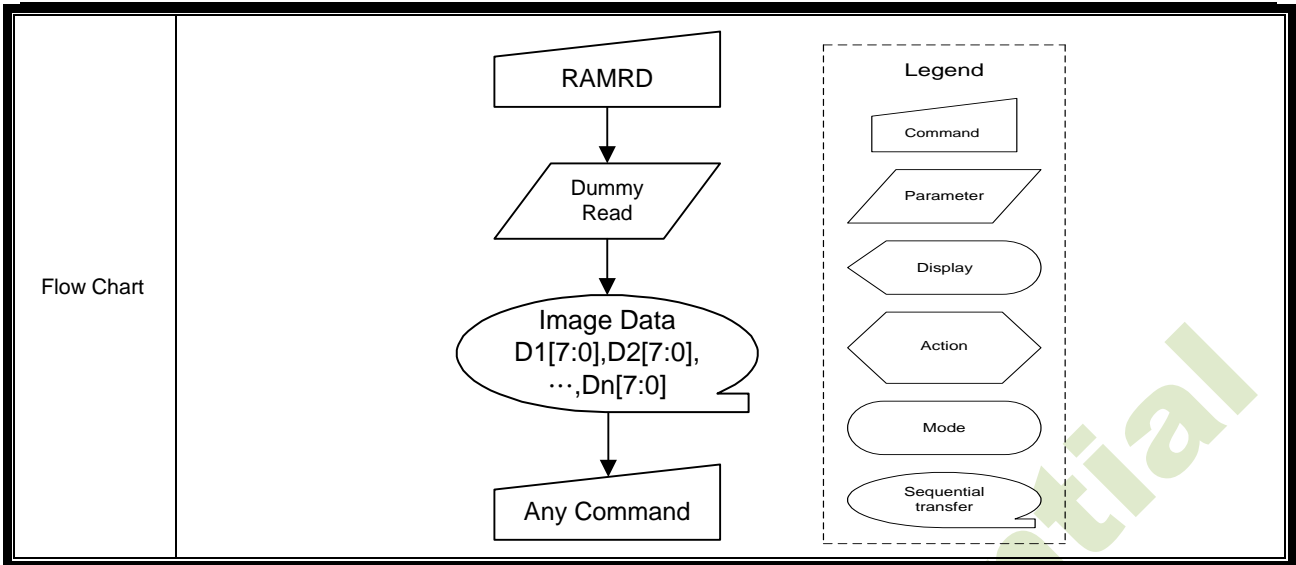 Flow Chart
RAMRD
Dummy
Read
Image Data
D1[7:0],D2[7:0],
…,Dn[7:0]
Any Command
Legend
Command
Parameter
Display
Action
Mode
Sequential
transfer
ntial